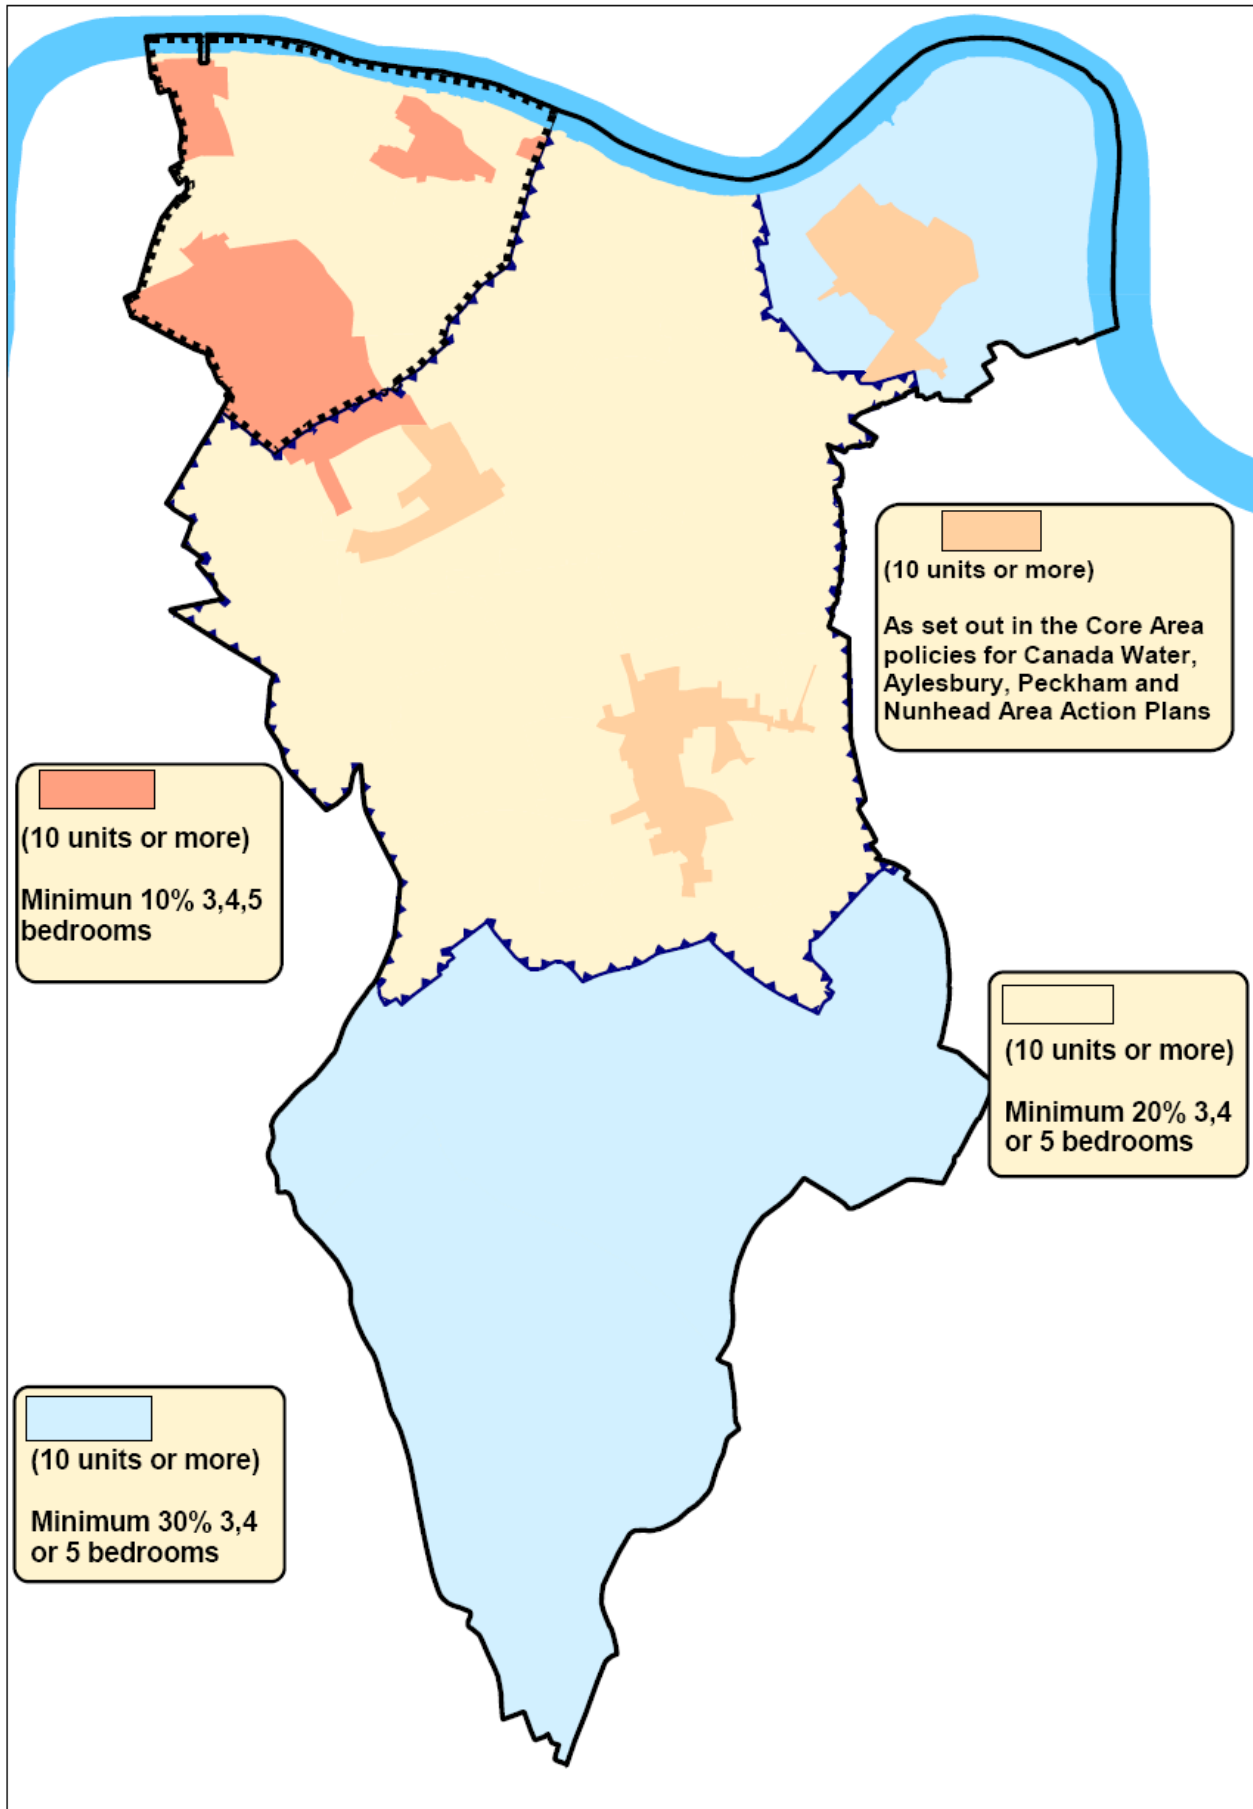 (10 units or more)
As set out in the Core Area
policies for Canada Water,
Aylesbury, Peckham and
Nunhead Area Action Plans
(10 units or more)
Minimun 10% 3,4,5
bedrooms
(10 units or more)
Minimum 20% 3,4
or 5 bedrooms
(10 units or more)
Minimum 30% 3,4
or 5 bedrooms